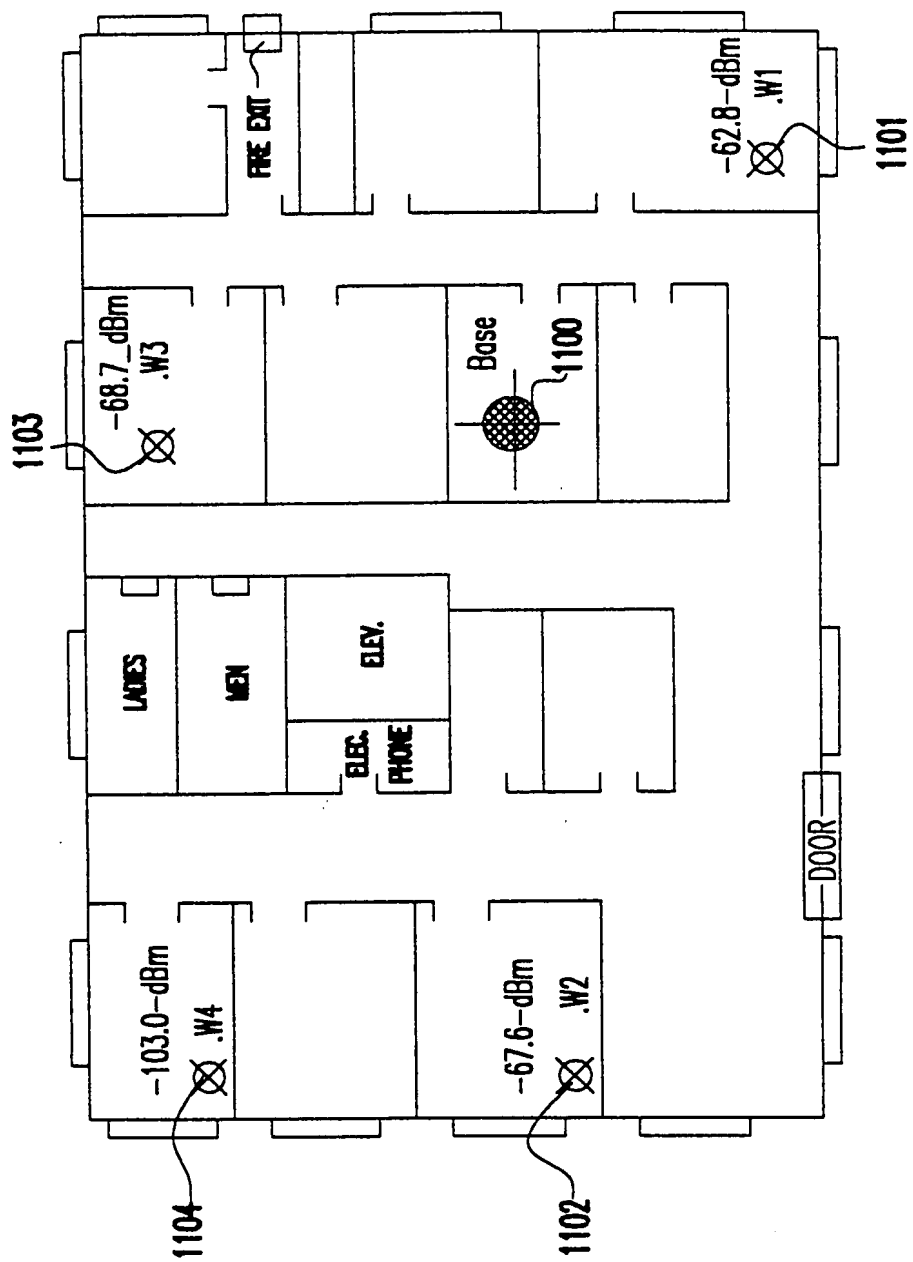 1104
1103
1102
1101
1100
-103.0-dBm
.W4
LADIES
MEN
ELEC.
PHONE
ELEV.
-68.7_dBm
.W3
FIRE EXIT
-67.6-dBm
.W2
Base
-62.8-dBm
.W1
DOOR